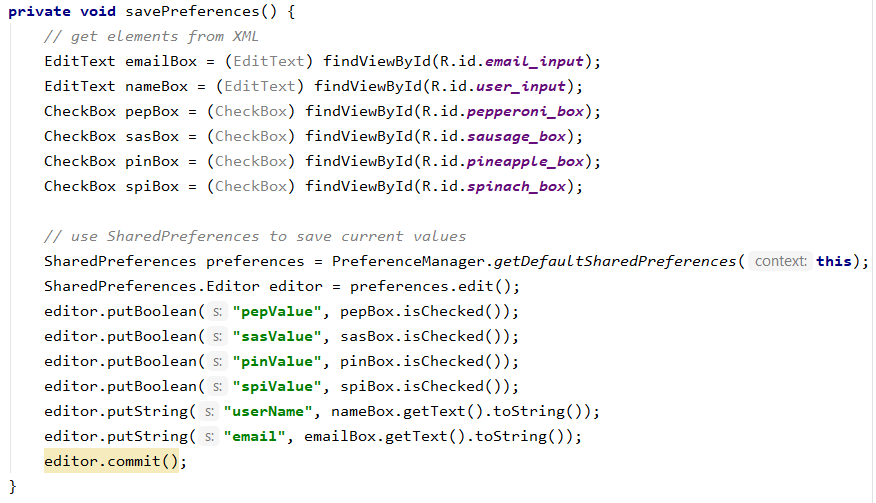 private void savePreferences() {
    // get elements from XML
    EditText emailBox = (EditText) findViewById(R.id.email_input);
    EditText nameBox = (EditText) findViewById(R.id.user_input);
    CheckBox pepBox = (CheckBox) findViewById(R.id.pepperoni_box);
    CheckBox sasBox = (CheckBox) findViewById(R.id.sausage_box);
    CheckBox pinBox = (CheckBox) findViewById(R.id.pineapple_box);
    CheckBox spiBox = (CheckBox) findViewById(R.id.spinach_box);

    // use SharedPreferences to save current values
    SharedPreferences preferences = PreferenceManager.getDefaultSharedPreferences( context: this);
    SharedPreferences.Editor editor = preferences.edit();
    editor.putBoolean( s: "pepValue", pepBox.isChecked());
    editor.putBoolean( s: "sasValue", sasBox.isChecked());
    editor.putBoolean( s: "pinValue", pinBox.isChecked());
    editor.putBoolean( s: "spiValue", spiBox.isChecked());
    editor.putString( s: "userName", nameBox.getText().toString());
    editor.putString( s: "email", emailBox.getText().toString());
    editor.commit();
}